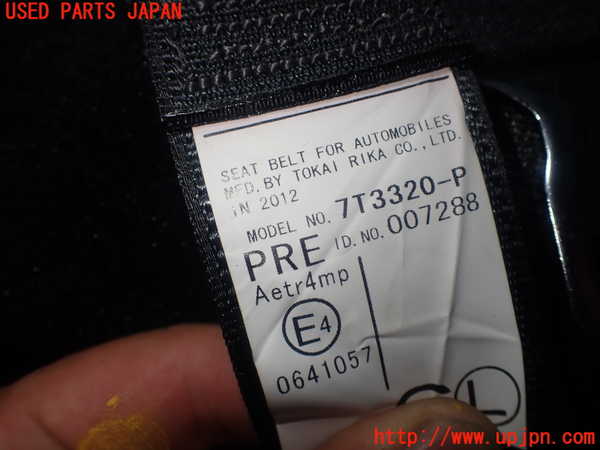 USED PARTS JAPAN
SEAT BELT FOR AUTOMOBILES
MFD.BY TOKAI RIKA CO.,LTD.
IN 2012
MODEL NO. 7T3320-P
PRE ID.NO. 007288
Aetr4mp
E4
0641057
L
http://www.upjpn.com